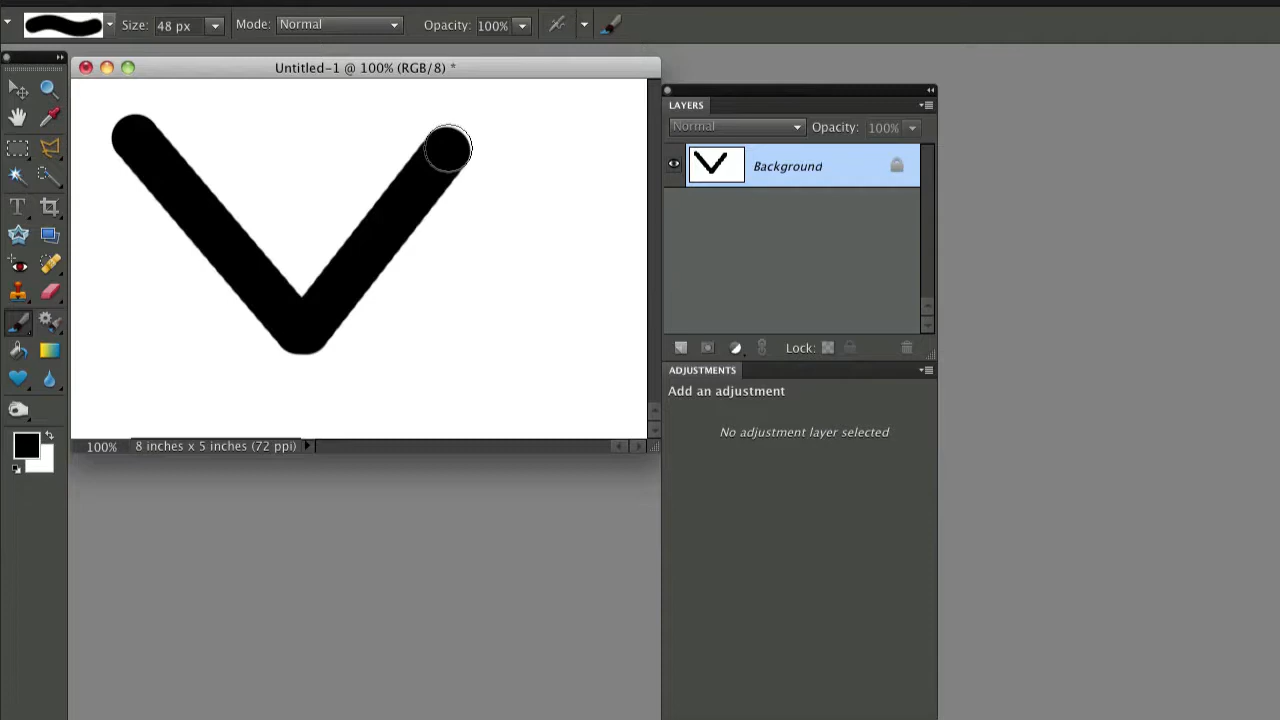 Size: 48 px Mode: Normal Opacity: 100%
Untitled-1 @ 100% (RGB/8) *
LAYERS
Normal Opacity: 100%
Background
T
Lock:
ADJUSTMENTS
Add an adjustment
No adjustment layer selected
100% 8 inches x 5 inches (72 ppi)